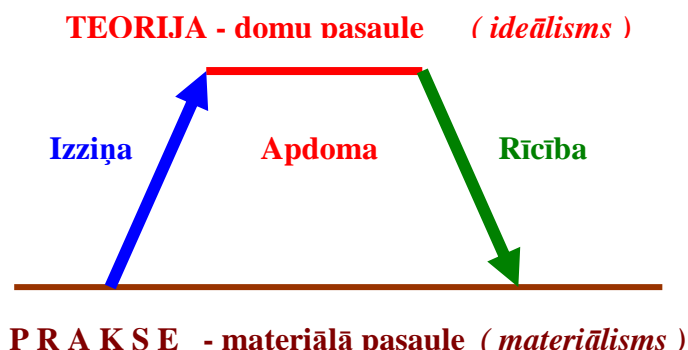 TEORIJA - domu pasaule ( ideālisms )
Izziņa Apdoma Rīcība
P R A K S E - materiālā pasaule ( materiālisms )